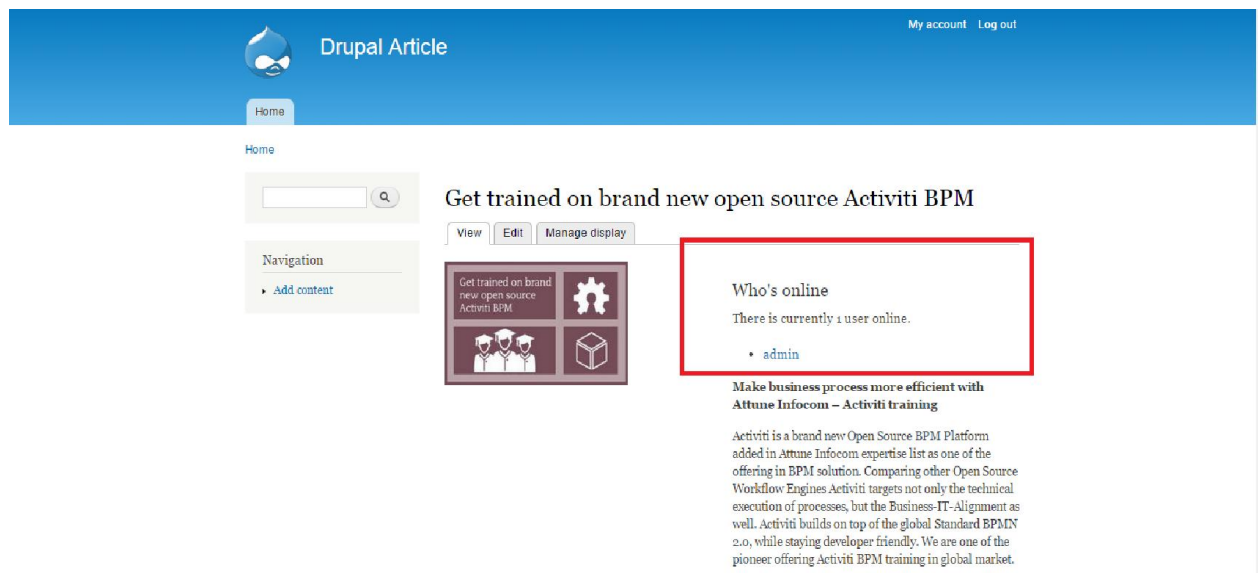 My account Log out
Drupal Article
Home
Home
Get trained on brand new open source Activiti BPM
View Edit Manage display
Navigation
Add content
Get trained on brand
new open source
Activiti BPM
Who's online
There is currently 1 user online.
admin
Make business process more efficient with
Attune Infocom – Activiti training
Activiti is a brand new Open Source BPM Platform
added in Attune Infocom expertise list as one of the
offering in BPM solution. Comparing other Open Source
Workflow Engines Activiti targets not only the technical
execution of processes, but the Business-IT-Alignment as
well. Activiti builds on top of the global Standard BPMN
2.0, while staying developer friendly. We are one of the
pioneer offering Activiti BPM training in global market.